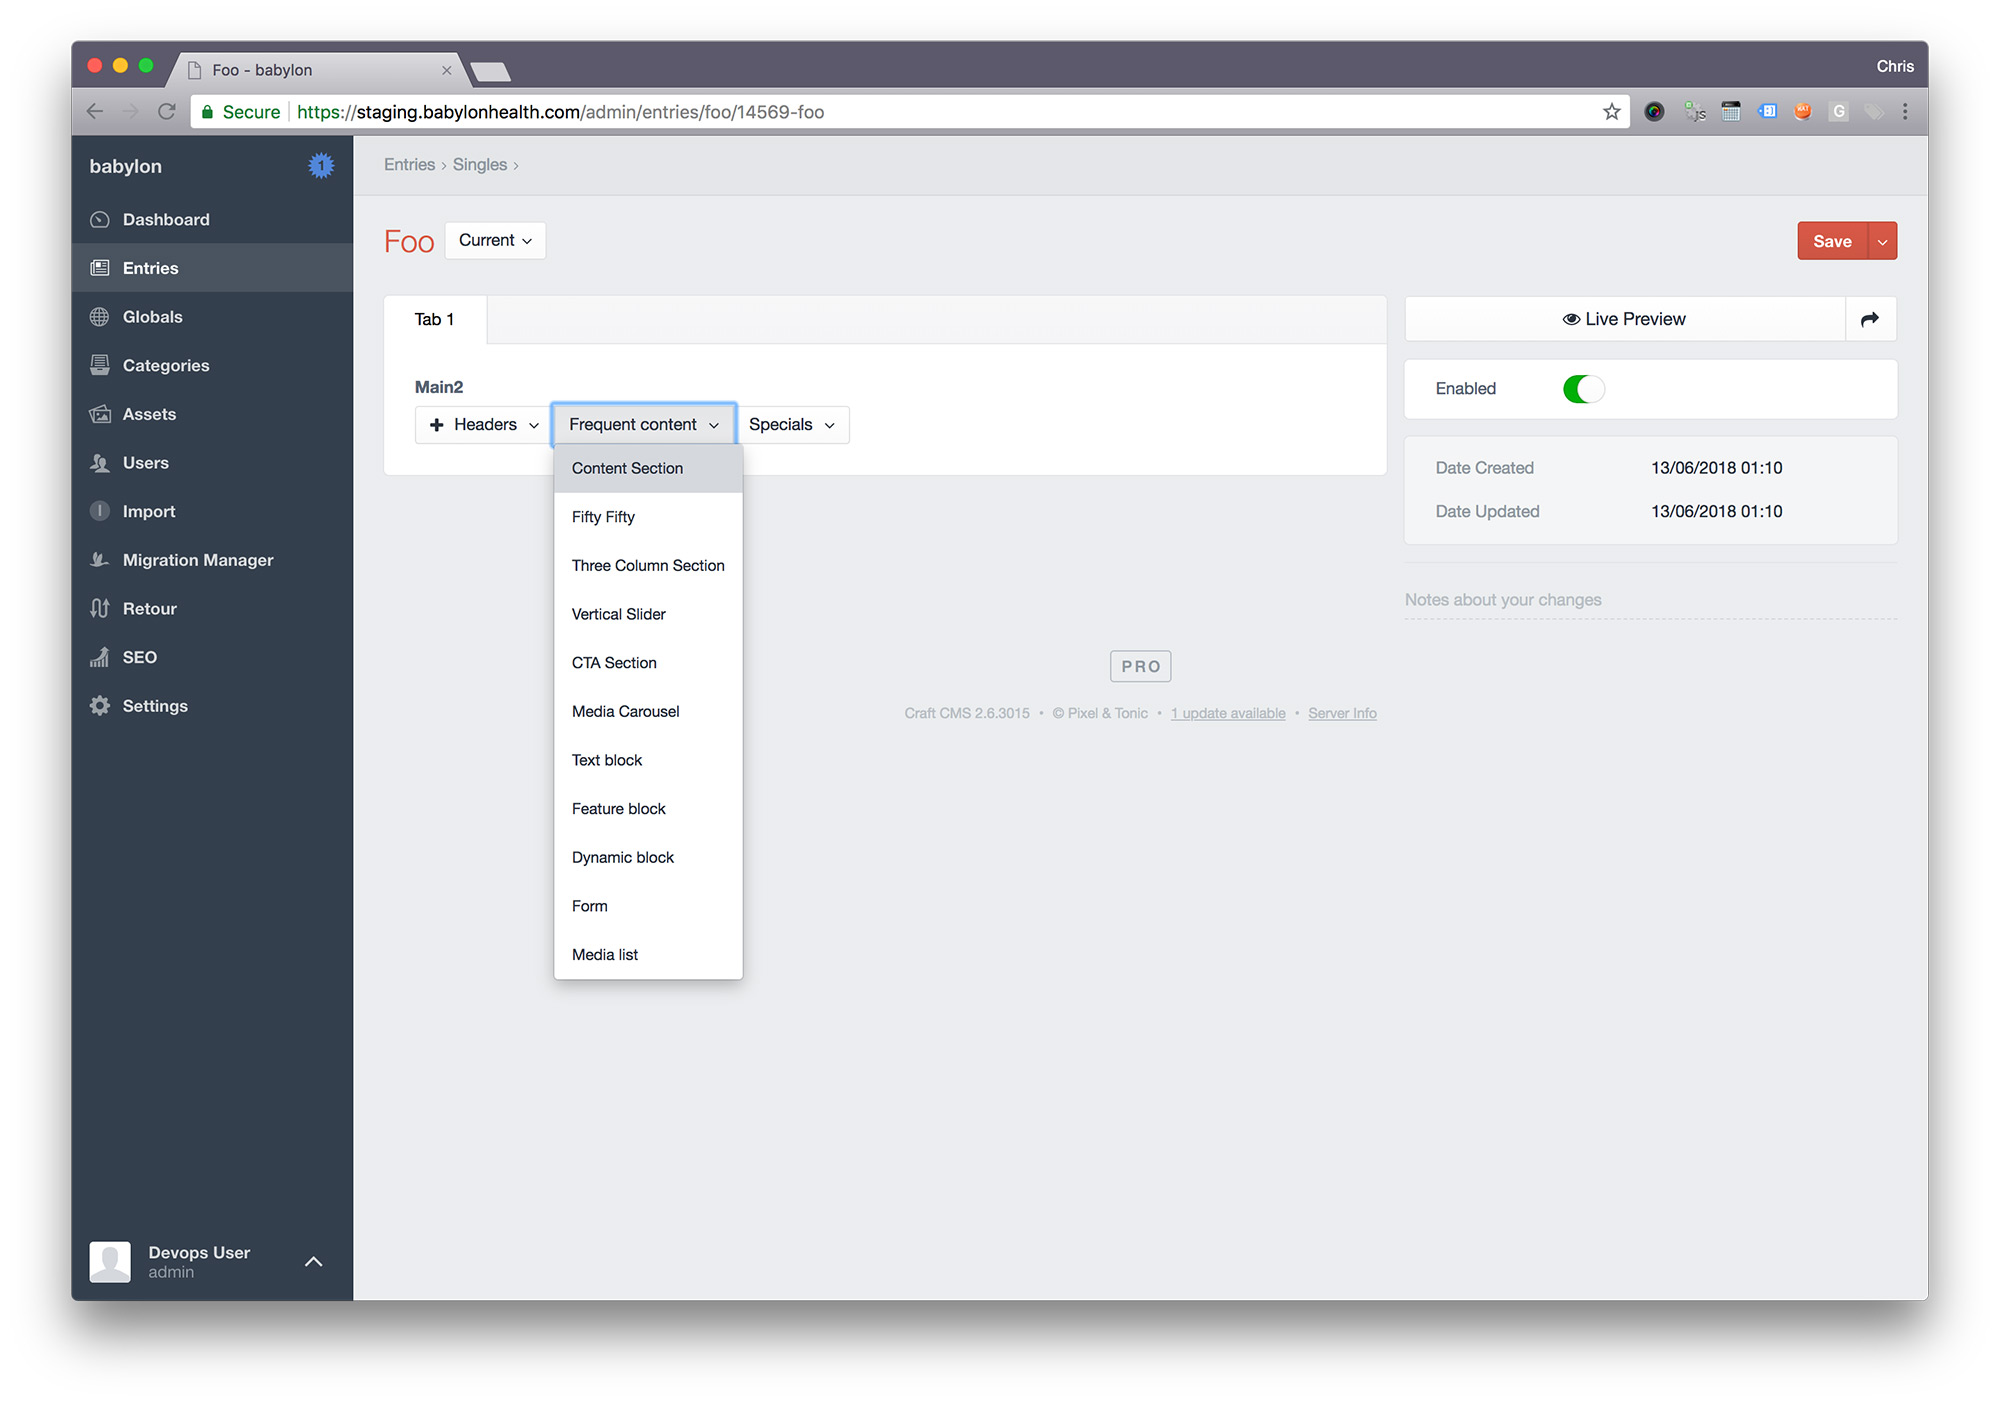 Foo - babylon
Chris
Secure https://staging.babylonhealth.com/admin/entries/foo/14569-foo
babylon 1
Dashboard
Entries
Globals
Categories
Assets
Users
Import
Migration Manager
Retour
SEO
Settings
Devops User
admin
Entries › Singles ›
Foo Current
Save
Tab 1
Main2
Headers Frequent content Specials
Content Section
Fifty Fifty
Three Column Section
Vertical Slider
CTA Section
Media Carousel
Text block
Feature block
Dynamic block
Form
Media list
Live Preview
Enabled
Date Created 13/06/2018 01:10
Date Updated 13/06/2018 01:10
Notes about your changes
PRO
Craft CMS 2.6.3015 • © Pixel & Tonic • 1 update available • Server Info